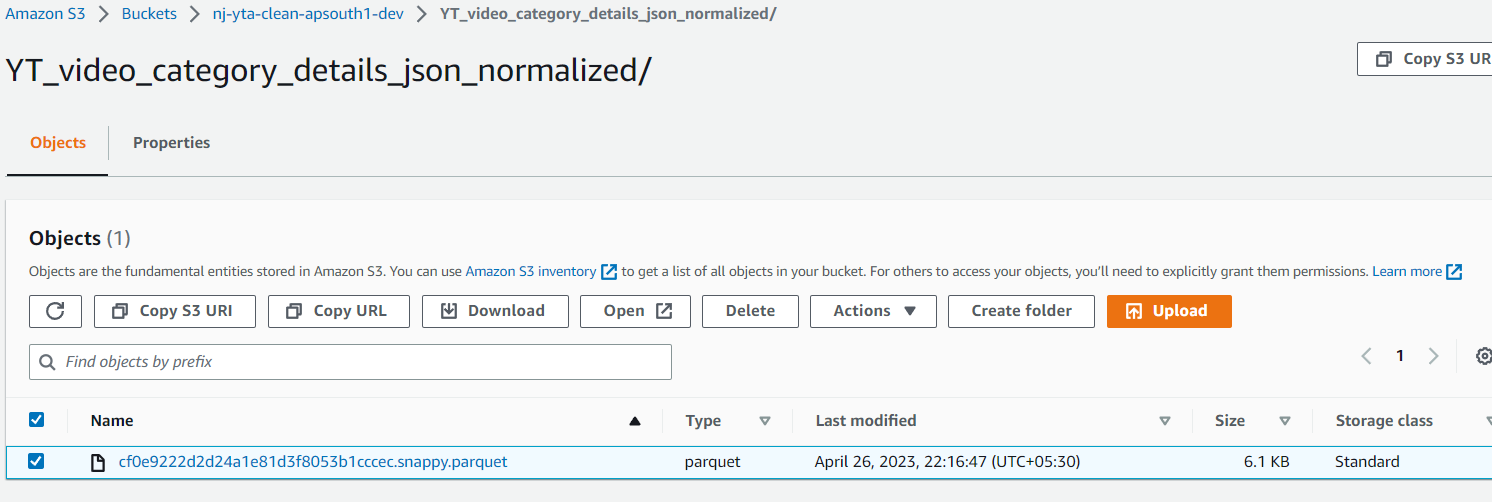 Amazon S3 > Buckets > nj-yta-clean-apsouth1-dev > YT_video_category_details_json_normalized/
YT_video_category_details_json_normalized/
Copy S3 UR
Objects Properties
Objects (1)
Objects are the fundamental entities stored in Amazon S3. You can use Amazon S3 inventory to get a list of all objects in your bucket. For others to access your objects, you’ll need to explicitly grant them permissions. Learn more
Copy S3 URI Copy URL Download Open Delete Actions Create folder Upload
Find objects by prefix
1
Name Type Last modified Size Storage class
cf0e9222d2d24a1e81d3f8053b1cccec.snappy.parquet parquet April 26, 2023, 22:16:47 (UTC+05:30) 6.1 KB Standard